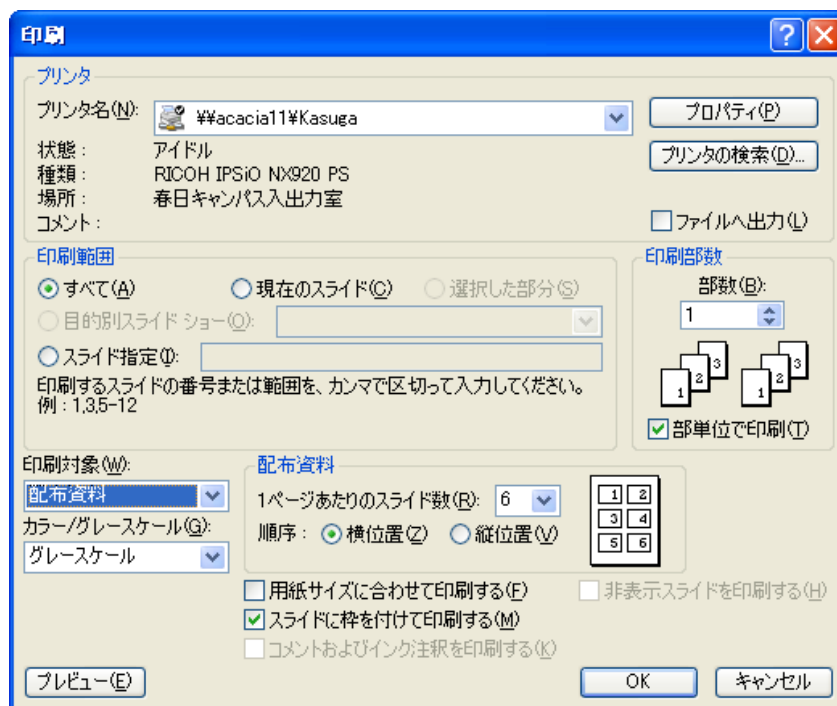 印刷
プリンタ
プリンタ名(N): ¥¥acacia11¥Kasuga プロパティ(P)
状態： アイドル プリンタの検索(D)...
種類： RICOH IPSiO NX920 PS
場所： 春日キャンパス入出力室
コメント： ファイルへ出力(L)
印刷範囲 印刷部数
すべて(A) 現在のスライド(C) 選択した部分(S) 部数(B):
目的別スライド ショー(O): 1
スライド指定(I):
印刷するスライドの番号または範囲を、カンマで区切って入力してください。
例：1,3,5-12
1 2 3 1 2 3
部単位で印刷(T)
印刷対象(W): 配布資料
配布資料 1ページあたりのスライド数(R): 6 1 2
カラー/グレースケール(G): 順序： 横位置(Z) 縦位置(V) 3 4
グレースケール 5 6
用紙サイズに合わせて印刷する(F) 非表示スライドを印刷する(H)
スライドに枠を付けて印刷する(M)
コメントおよびインク注釈を印刷する(K)
プレビュー(E) OK キャンセル